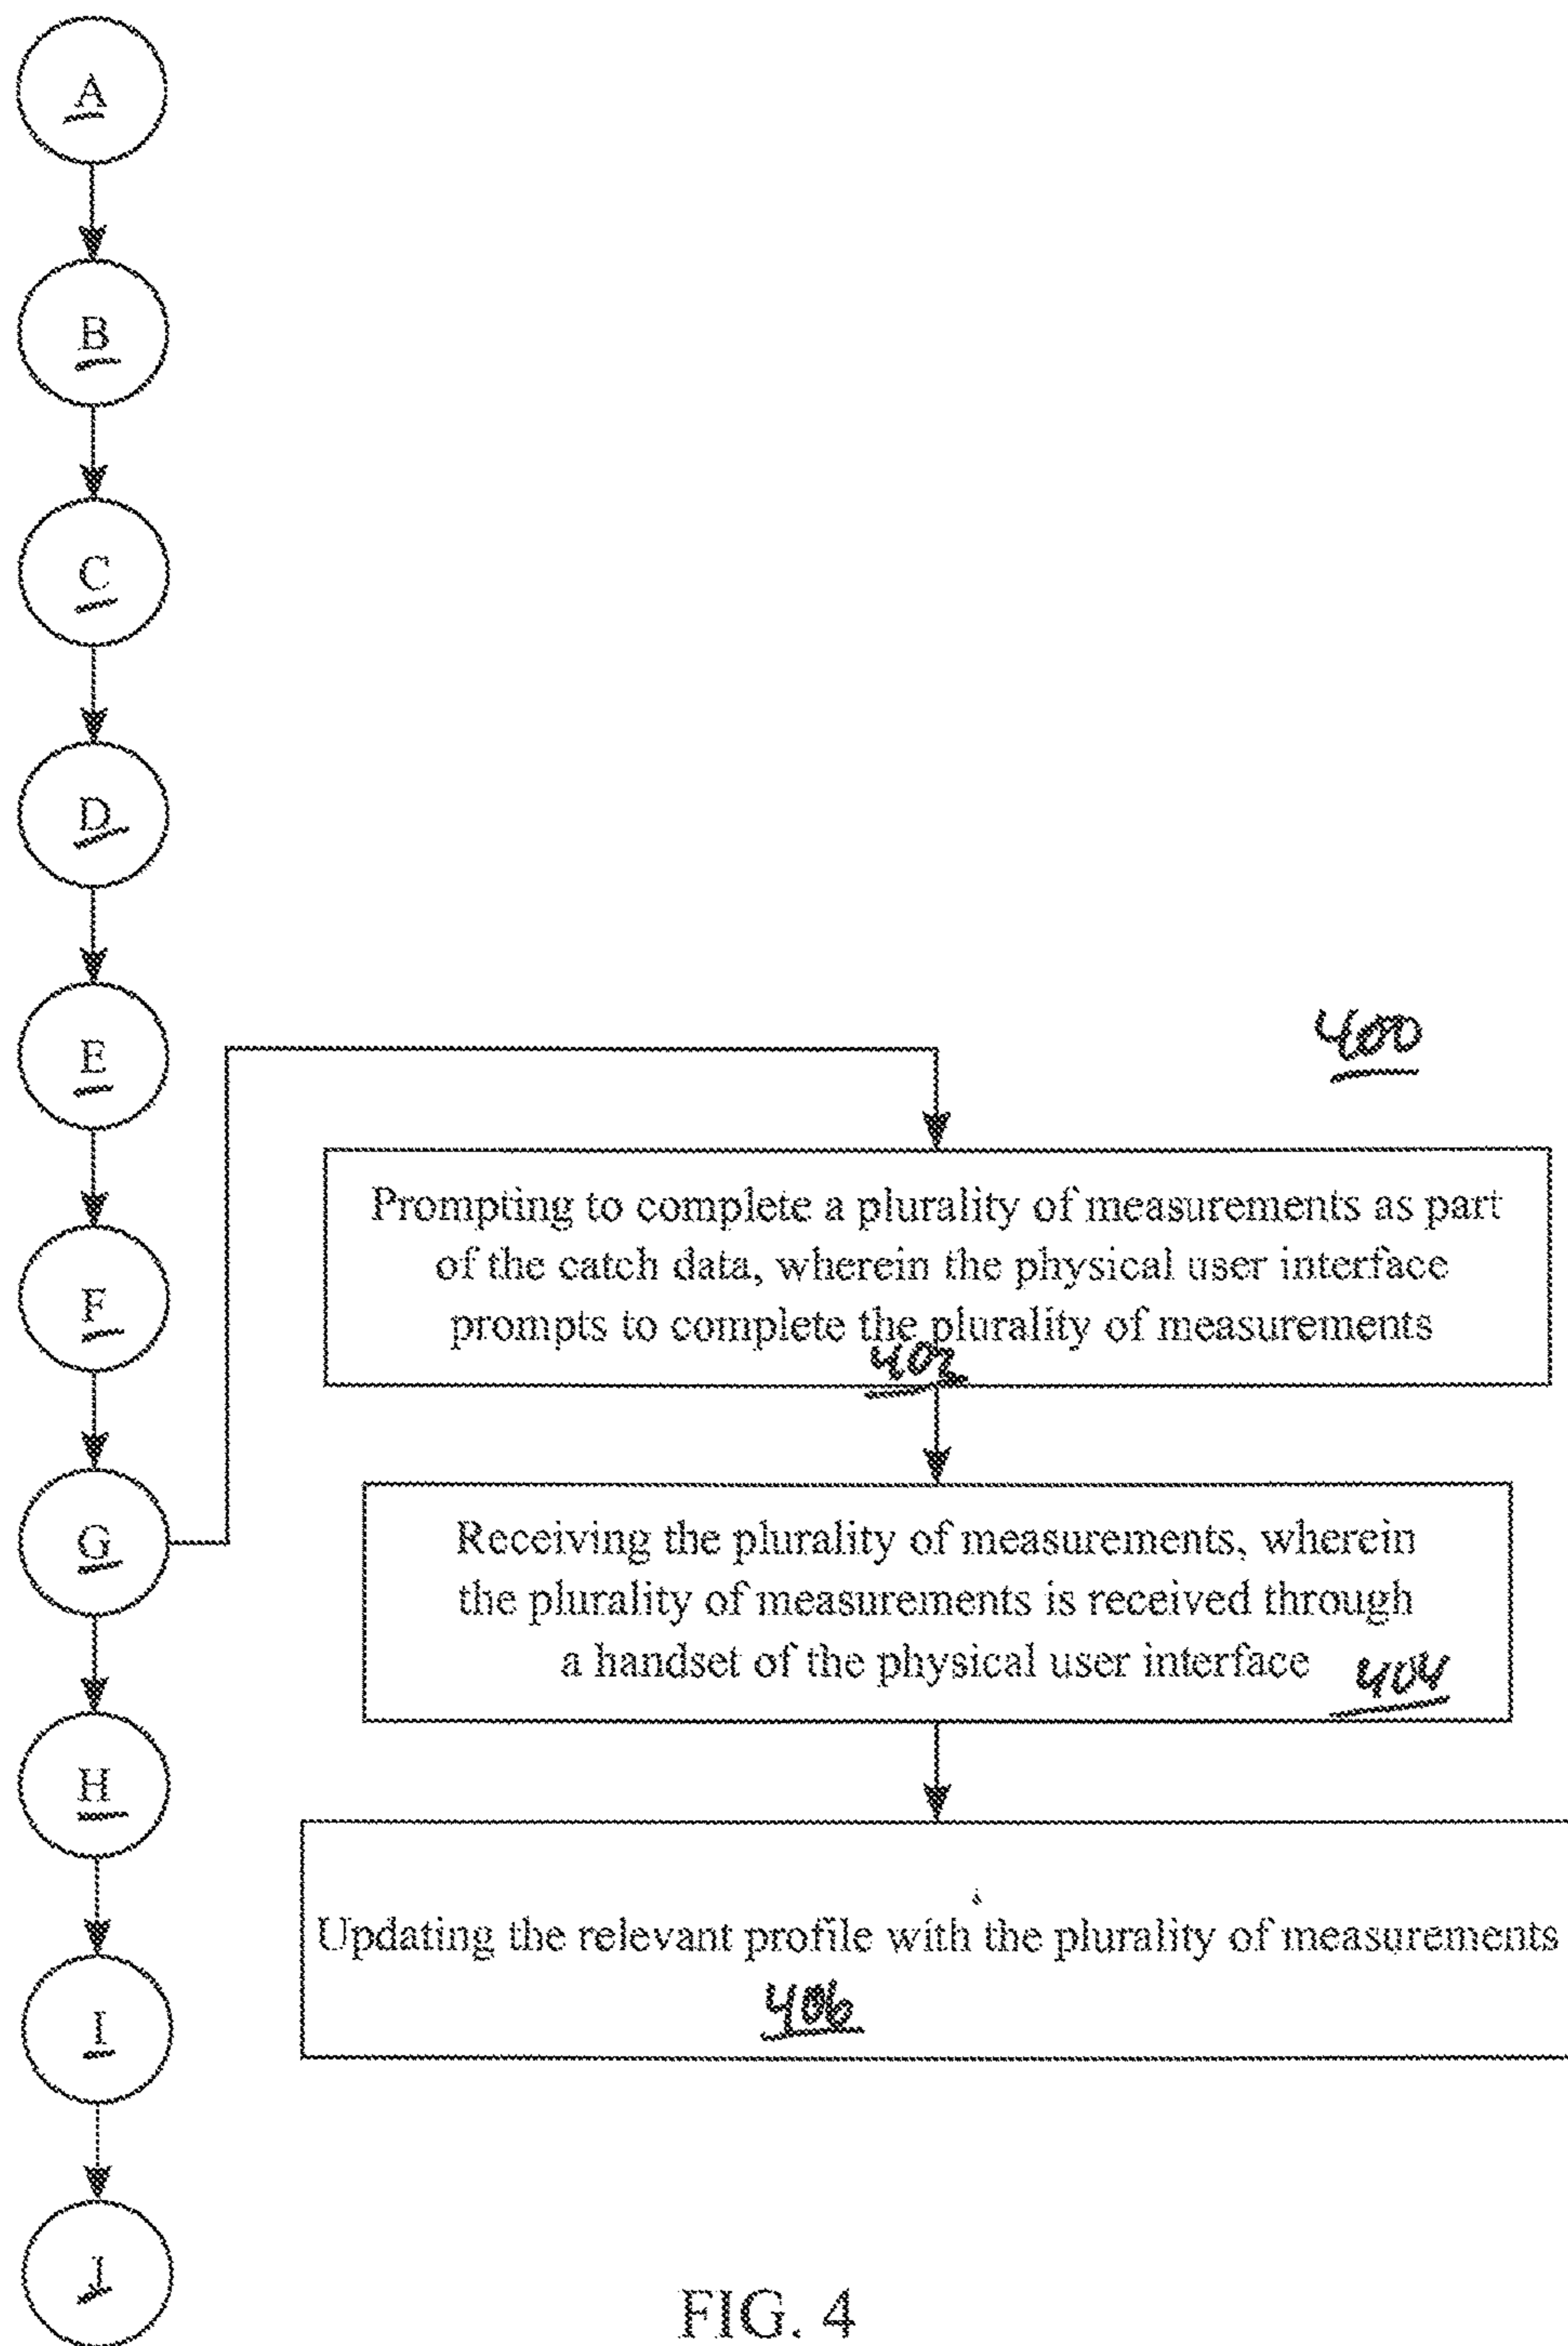 A
B
C
D
E
F
G
H
I
J
400
Prompting to complete a plurality of measurements as part
of the catch data, wherein the physical user interface
prompts to complete the plurality of measurements
402
Receiving the plurality of measurements, wherein
the plurality of measurements is received through
a handset of the physical user interface
404
Updating the relevant profile with the plurality of measurements
406
FIG. 4